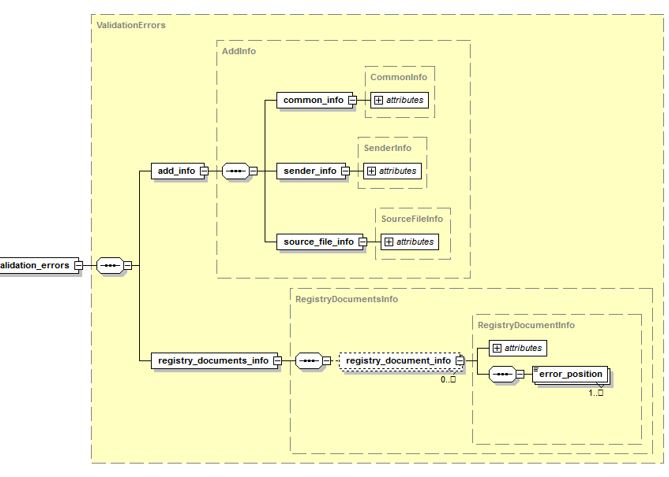 ValidationErrors
AddInfo
CommonInfo
common_info
attributes
SenderInfo
add_info
sender_info
attributes
SourceFileInfo
source_file_info
attributes
alidation_errors
RegistryDocumentsInfo
RegistryDocumentInfo
attributes
registry_documents_info
registry_document_info
0..
error_position
1..